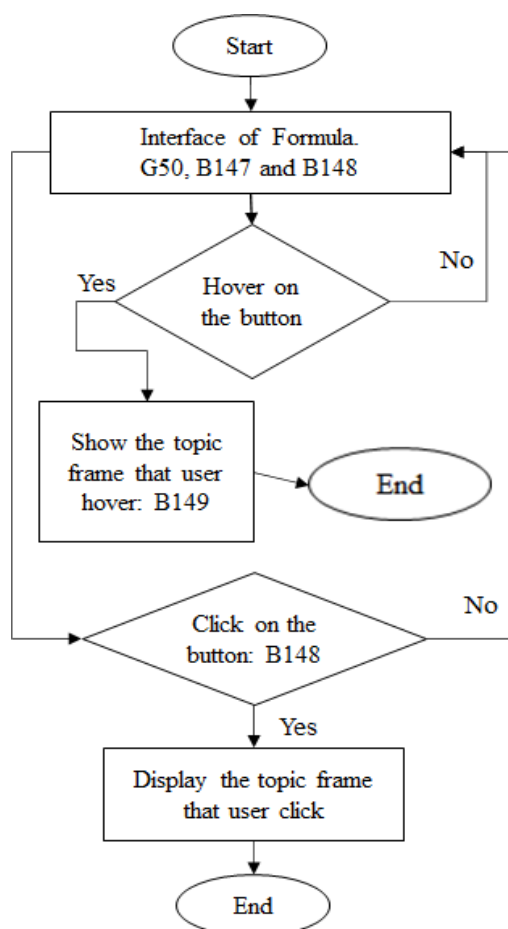 Start
Interface of Formula.
G50, B147 and B148
No
Yes
Hover on
the button
Show the topic
frame that user
hover: B149
End
No
Click on the
button: B148
Yes
Display the topic frame
that user click
End